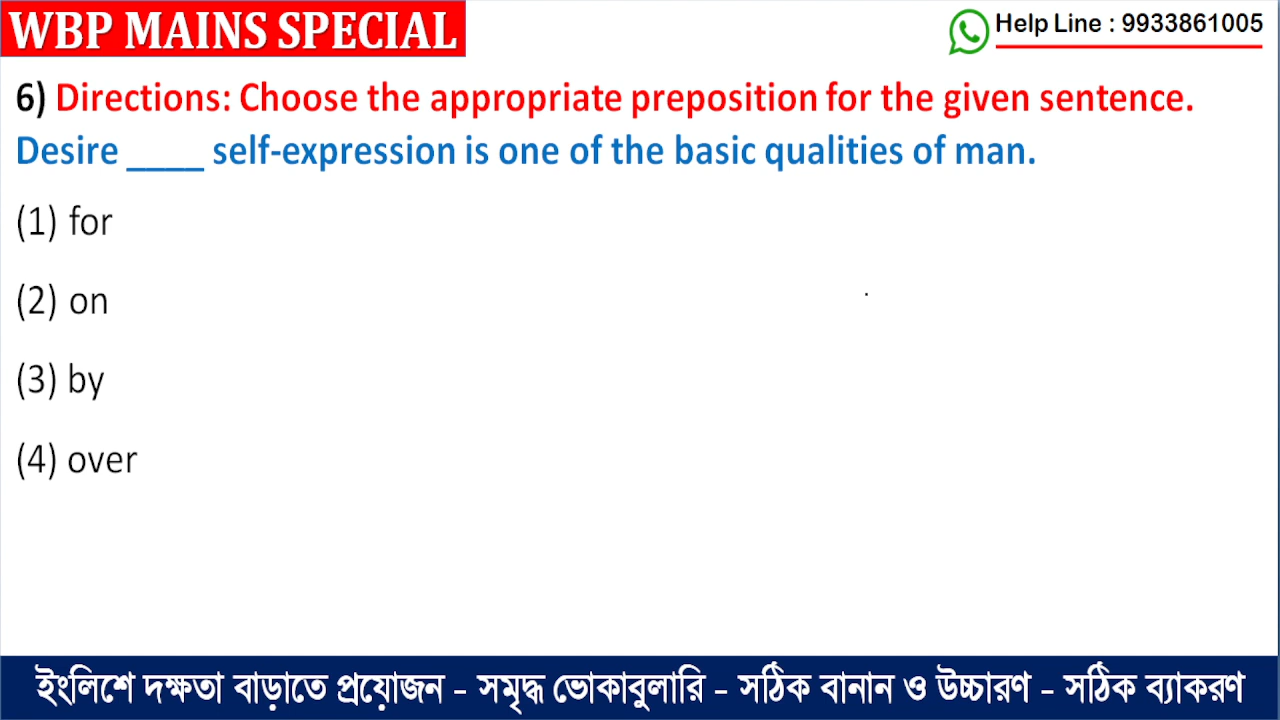 WBP MAINS SPECIAL
Help Line : 9933861005
6) Directions: Choose the appropriate preposition for the given sentence.
Desire ____ self-expression is one of the basic qualities of man.
(1) for
(2) on
(3) by
(4) over
ইংলিশে দক্ষতা বাড়াতে প্রয়োজন - সমৃদ্ধ ভোকাবুলারি - সঠিক বানান ও উচ্চারণ - সঠিক ব্যাকরণ